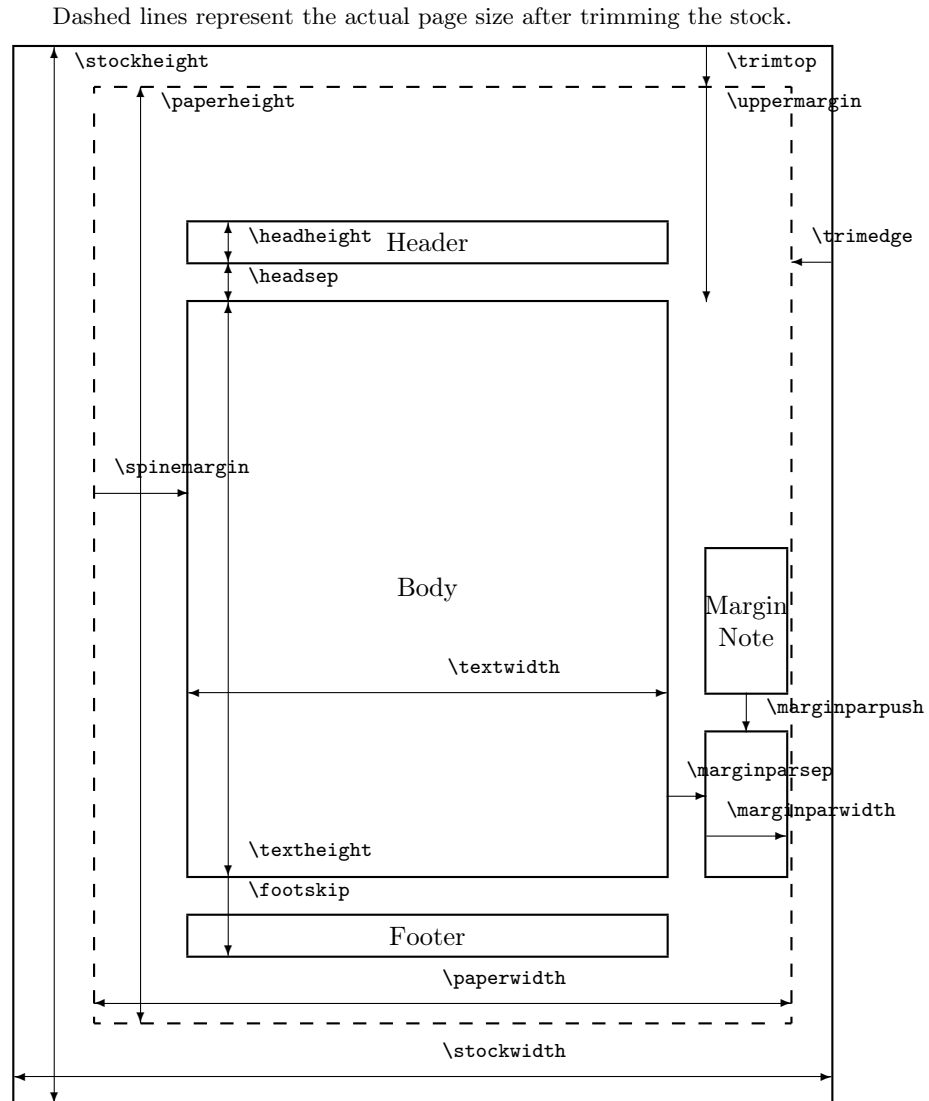 Dashed lines represent the actual page size after trimming the stock.
\stockheight
\trimtop
\paperheight
\uppermargin
\headheight
Header
\trimedge
\headsep
\spinemargin
Body
Margin
Note
\textwidth
\marginparpush
\marginparsep
\marginparwidth
\textheight
\footskip
Footer
\paperwidth
\stockwidth